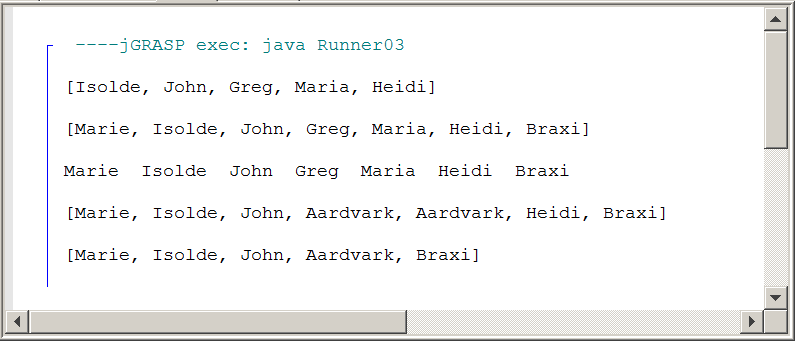 ----jGRASP exec: java Runner03
[Isolde, John, Greg, Maria, Heidi]
[Marie, Isolde, John, Greg, Maria, Heidi, Braxi]
Marie  Isolde  John  Greg  Maria  Heidi  Braxi
[Marie, Isolde, John, Aardvark, Aardvark, Heidi, Braxi]
[Marie, Isolde, John, Aardvark, Braxi]